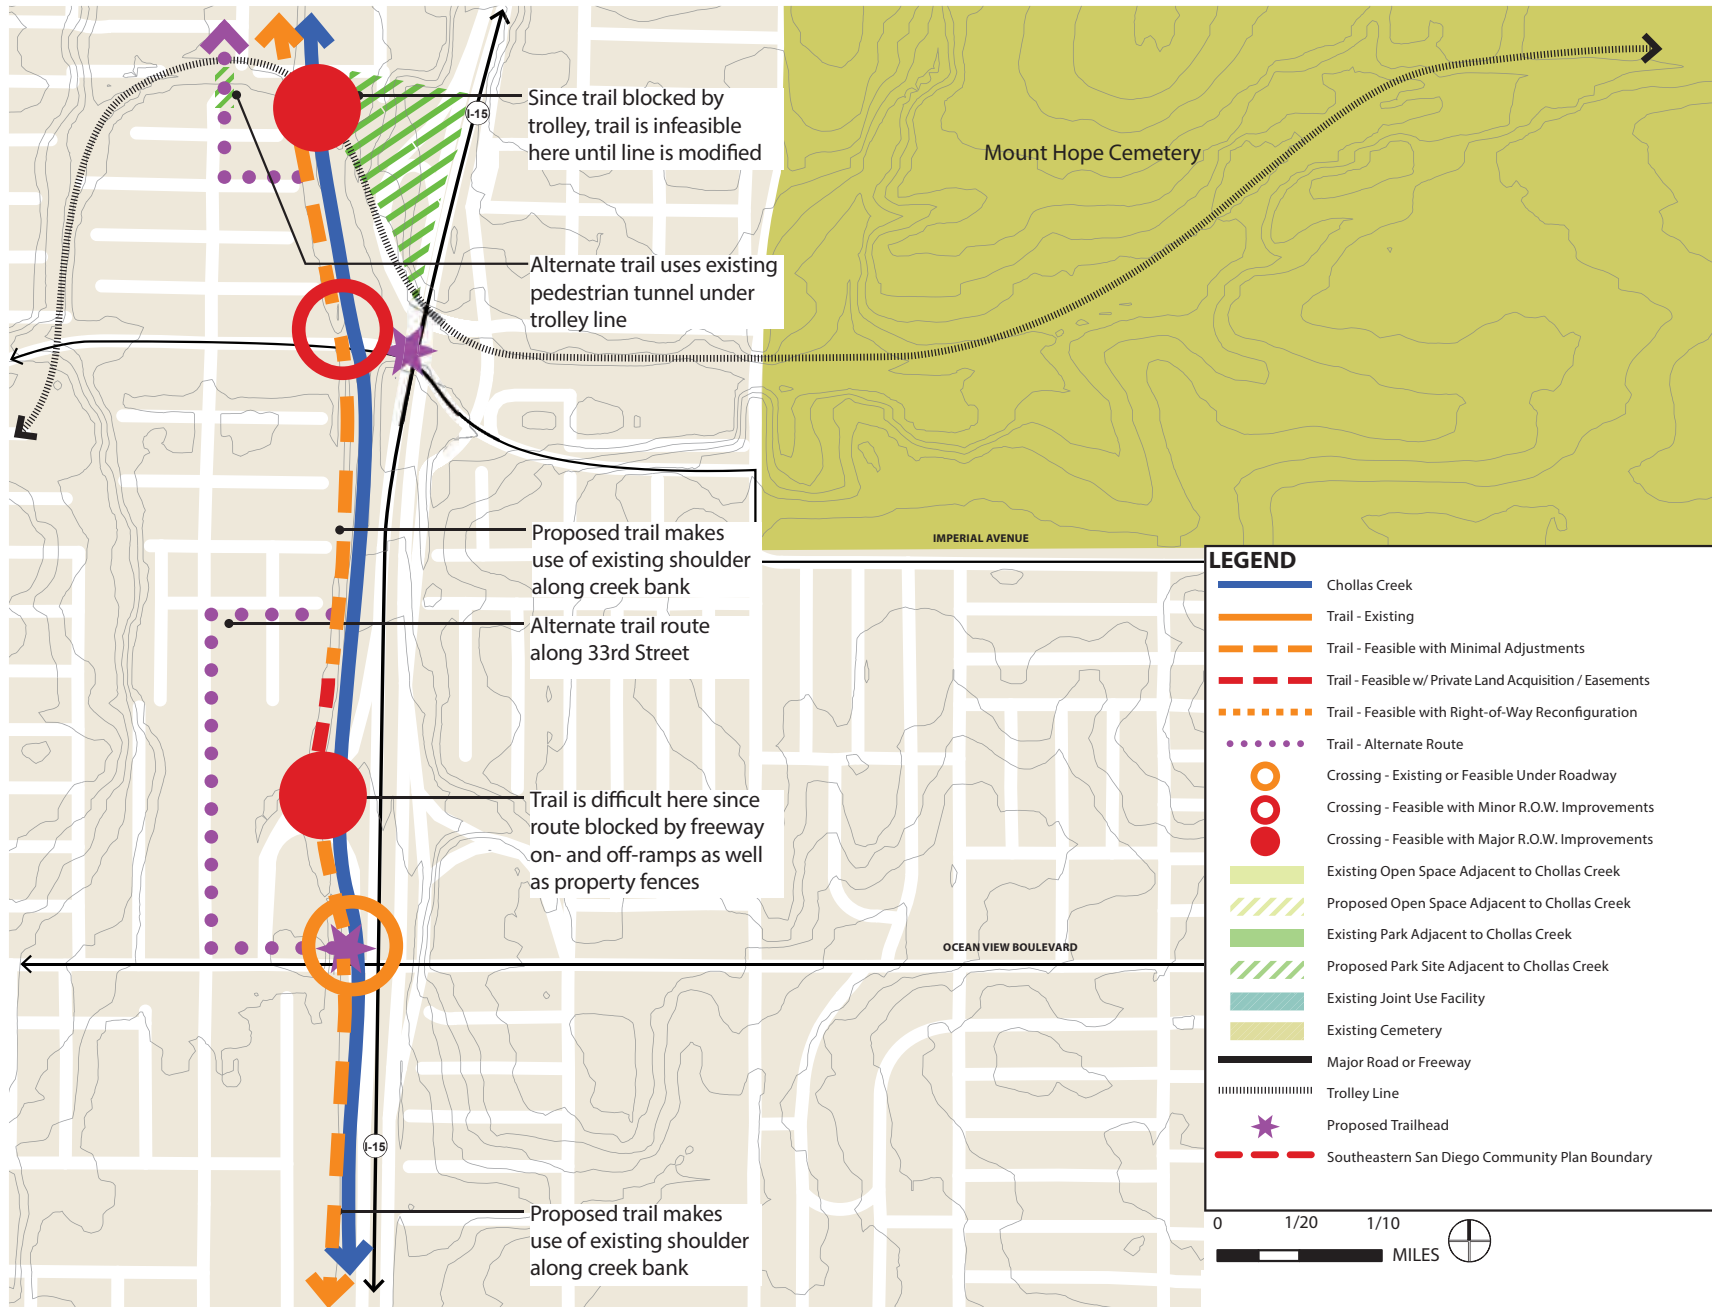 Since trail blocked by
trolley, trail is infeasible
here until line is modified
I-15
Mount Hope Cemetery
Alternate trail uses existing
pedestrian tunnel under
trolley line
Proposed trail makes
use of existing shoulder
along creek bank
IMPERIAL AVENUE
Alternate trail route
along 33rd Street
Trail is difficult here since
route blocked by freeway
on- and off-ramps as well
as property fences
OCEAN VIEW BOULEVARD
I-15
Proposed trail makes
use of existing shoulder
along creek bank
LEGEND
Chollas Creek
Trail - Existing
Trail - Feasible with Minimal Adjustments
Trail - Feasible w/ Private Land Acquisition / Easements
Trail - Feasible with Right-of-Way Reconfiguration
Trail - Alternate Route
Crossing - Existing or Feasible Under Roadway
Crossing - Feasible with Minor R.O.W. Improvements
Crossing - Feasible with Major R.O.W. Improvements
Existing Open Space Adjacent to Chollas Creek
Proposed Open Space Adjacent to Chollas Creek
Existing Park Adjacent to Chollas Creek
Proposed Park Site Adjacent to Chollas Creek
Existing Joint Use Facility
Existing Cemetery
Major Road or Freeway
Trolley Line
Proposed Trailhead
Southeastern San Diego Community Plan Boundary
0 1/20 1/10
MILES